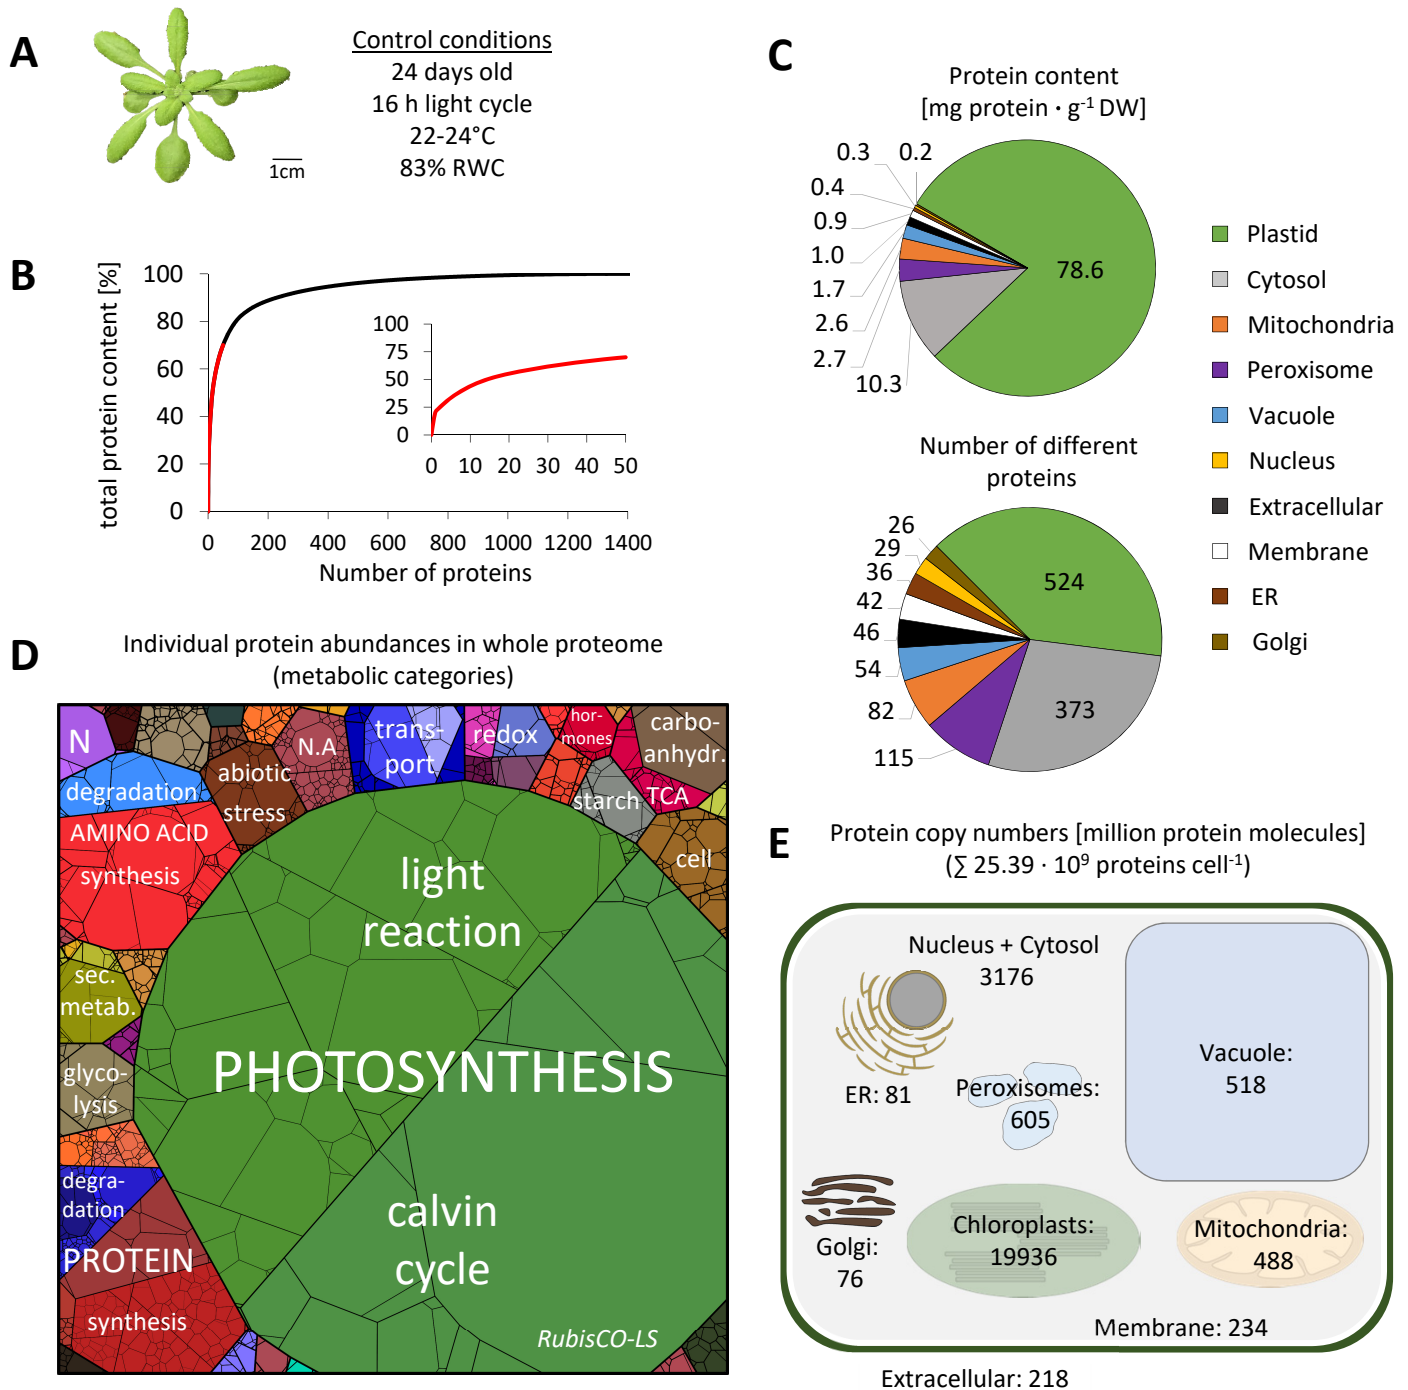 A
Control conditions
24 days old
16 h light cycle
22-24°C
83% RWC
1cm
B
total protein content [%]
100
80
60
40
20
0
0 200 400 600 800 1000 1200 1400
Number of proteins
100
75
50
25
0
0 10 20 30 40 50
C
Protein content
[mg protein · g⁻¹ DW]
0.3 0.2
0.4
0.9
1.0
1.7
2.6
2.7
10.3
78.6
Number of different
proteins
26
29
36
42
46
54
82
115
524
373
Plastid
Cytosol
Mitochondria
Peroxisome
Vacuole
Nucleus
Extracellular
Membrane
ER
Golgi
D
Individual protein abundances in whole proteome
(metabolic categories)
N
degradation
abiotic
stress
N.A
trans-
port
redox
hor-
mones
carbo-
anhydr.
starch
TCA
cell
AMINO ACID
synthesis
sec.
metab.
glyco-
lysis
degra-
dation
PROTEIN
synthesis
light
reaction
PHOTOSYNTHESIS
calvin
cycle
RubisCO-LS
E
Protein copy numbers [million protein molecules]
(∑ 25.39 · 10⁹ proteins cell⁻¹)
Nucleus + Cytosol
3176
ER: 81
Peroxisomes:
605
Vacuole:
518
Golgi:
76
Chloroplasts:
19936
Mitochondria:
488
Membrane: 234
Extracellular: 218